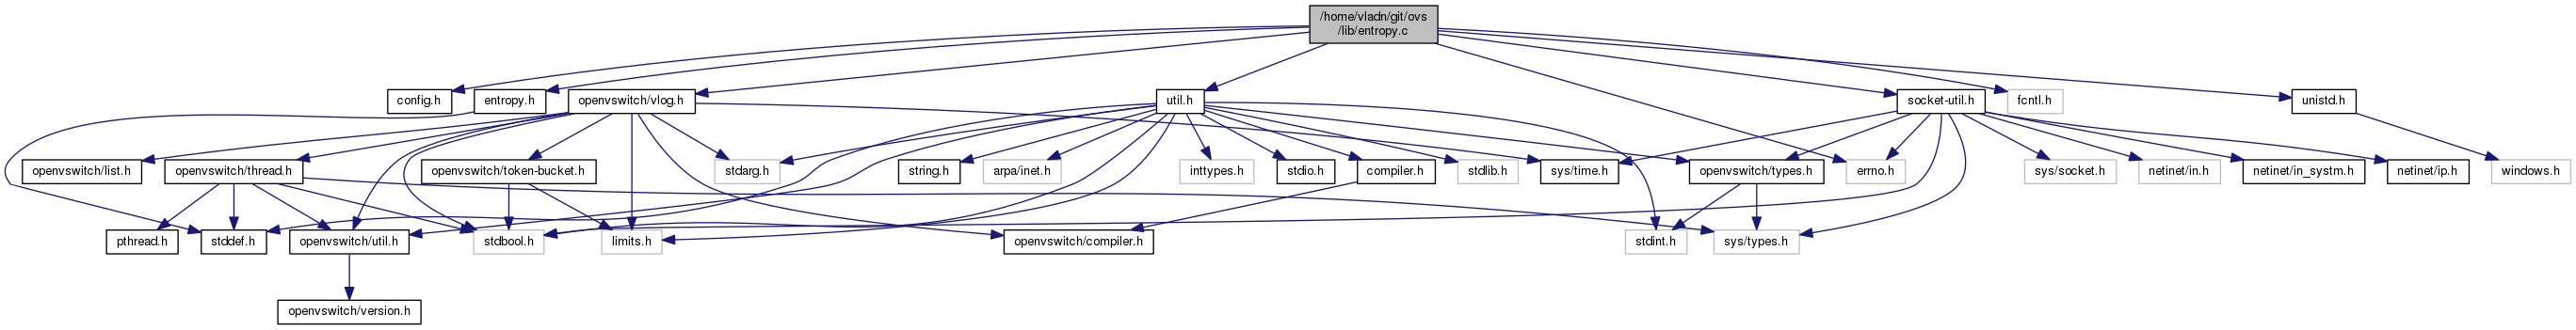 /home/vladn/git/ovs
/lib/entropy.c
config.h
entropy.h
openvswitch/vlog.h
util.h
socket-util.h
fcntl.h
unistd.h
openvswitch/list.h
openvswitch/thread.h
openvswitch/token-bucket.h
stdarg.h
string.h
arpa/inet.h
inttypes.h
stdio.h
compiler.h
stdlib.h
sys/time.h
openvswitch/types.h
errno.h
sys/socket.h
netinet/in.h
netinet/in_systm.h
netinet/ip.h
windows.h
pthread.h
stddef.h
openvswitch/util.h
stdbool.h
limits.h
openvswitch/compiler.h
stdint.h
sys/types.h
openvswitch/version.h